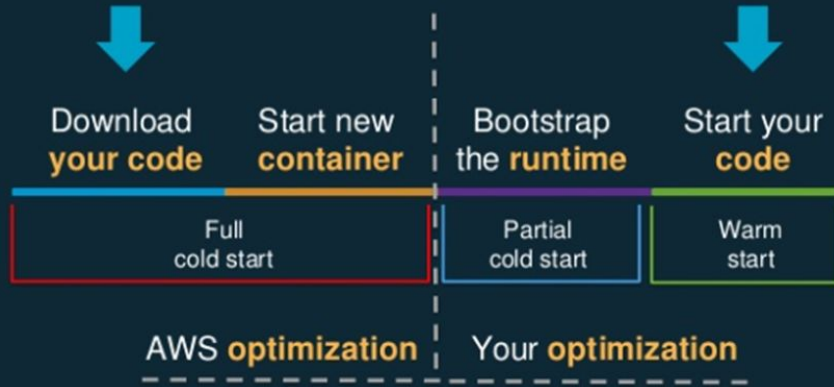 Download
your code
Start new
container
Bootstrap
the runtime
Start your
code
Full
cold start
Partial
cold start
Warm
start
AWS optimization
Your optimization